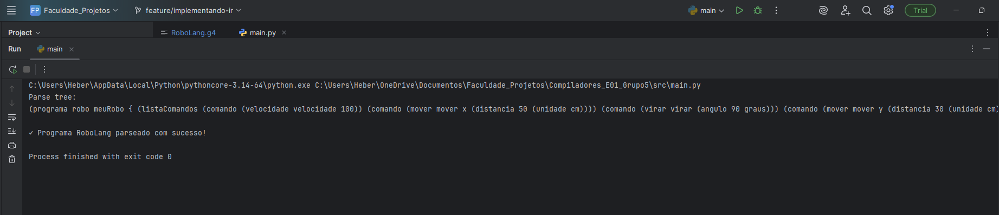 FP Faculdade_Projetos feature/implementando-ir main Trial
Project RoboLang.g4 main.py
Run main
C:\Users\Heber\AppData\Local\Python\pythoncore-3.14-64\python.exe C:\Users\Heber\OneDrive\Documentos\Faculdade_Projetos\Compiladores_E01_Grupo5\src\main.py
Parse tree:
(programa robo meuRobo { (listaComandos (comando (velocidade velocidade 100)) (comando (mover mover x (distancia 50 (unidade cm)))) (comando (virar virar (angulo 90 graus))) (comando (mover mover y (distancia 30 (unidade cm)
✓ Programa RoboLang parseado com sucesso!
Process finished with exit code 0